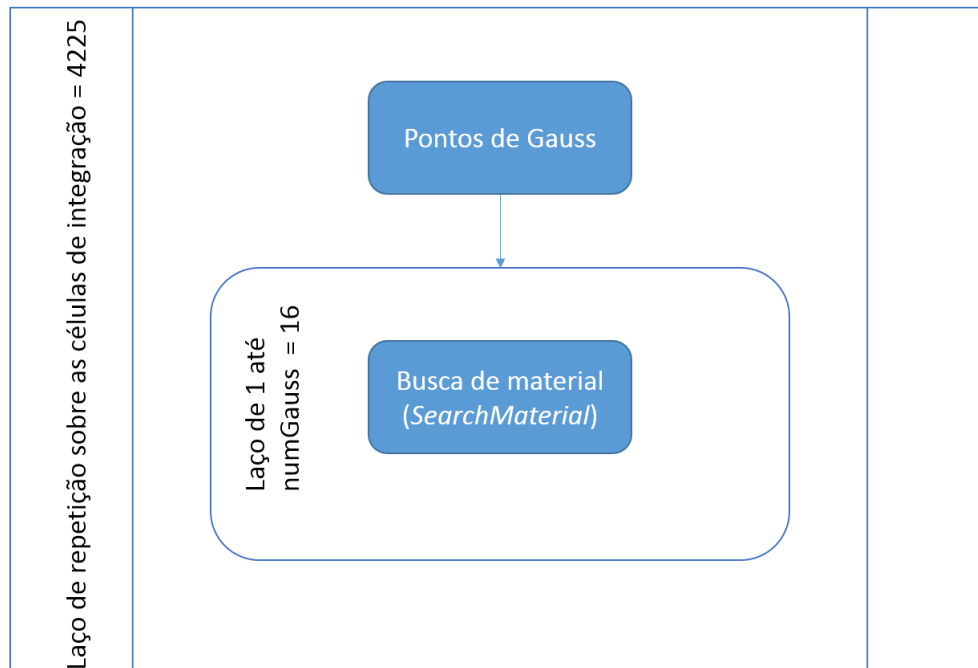 Laço de repetição sobre as células de integração = 4225
Pontos de Gauss
Laço de 1 até
numGauss = 16
Busca de material
(SearchMaterial)